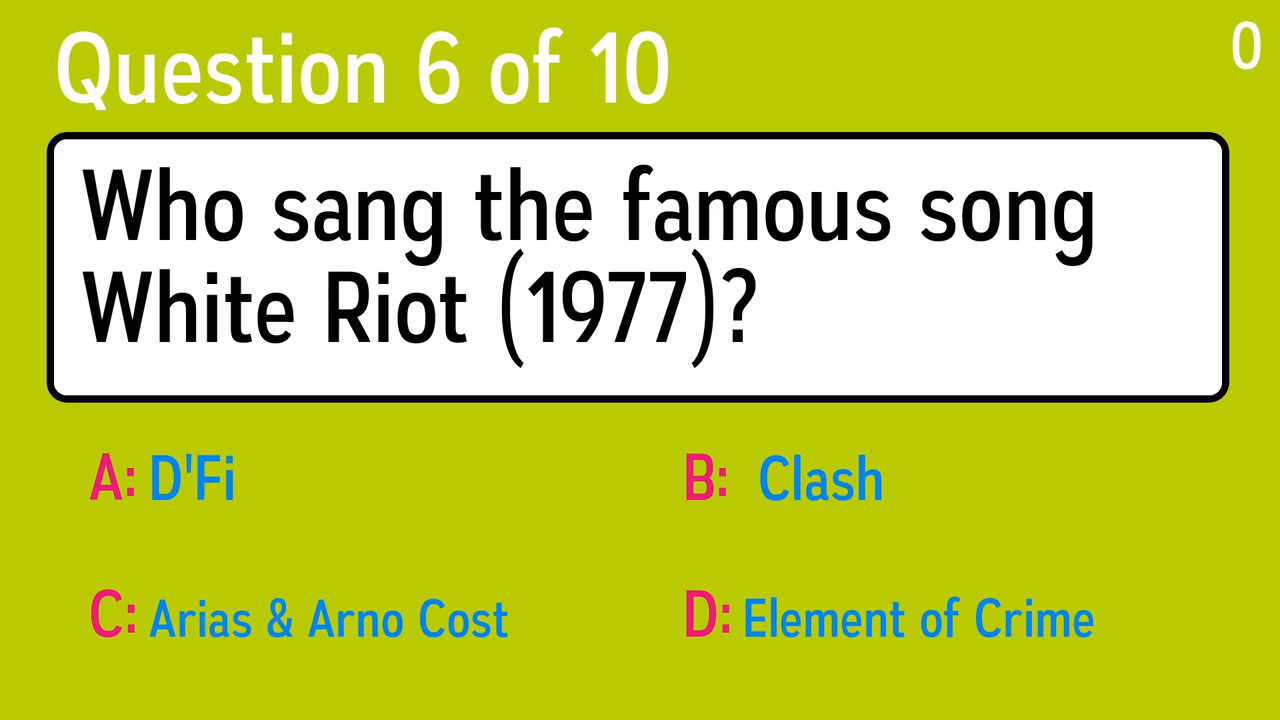 Question 6 of 10
0
Who sang the famous song
White Riot (1977)?
A: D'Fi
B: Clash
C: Arias & Arno Cost
D: Element of Crime